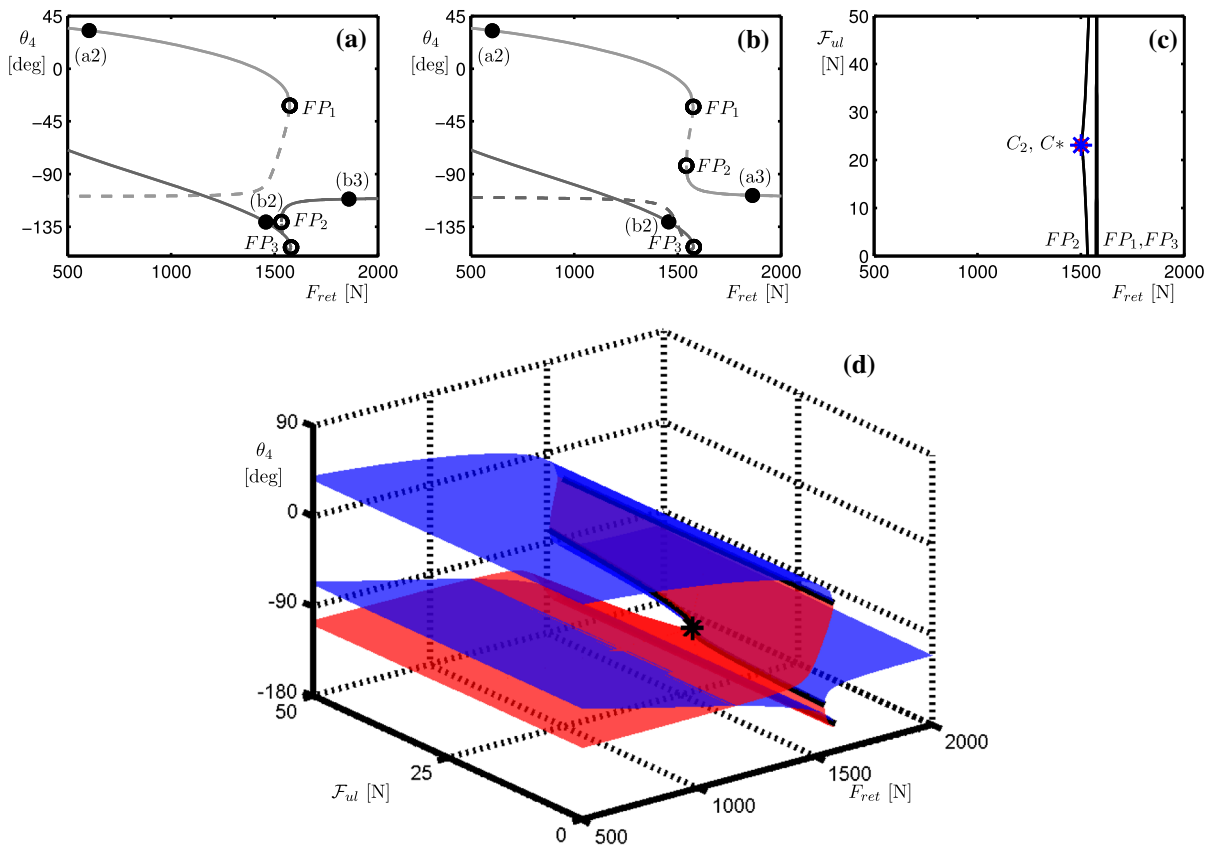 45
0
−45
−90
−135
θ4
[deg]
(a)
(a2)
FP1
(b2)
(b3)
FP2
FP3
500 1000 1500 2000
Fret [N]
45
0
−45
−90
−135
θ4
[deg]
(b)
(a2)
FP1
FP2
(a3)
(b2)
FP3
500 1000 1500 2000
Fret [N]
50
40
30
20
10
0
Ful
[N]
(c)
C2, C*
FP2
FP1,FP3
500 1000 1500 2000
Fret [N]
(d)
90
0
-90
-180
θ4
[deg]
50
25
0
Ful [N]
500
1000
1500
2000
Fret [N]